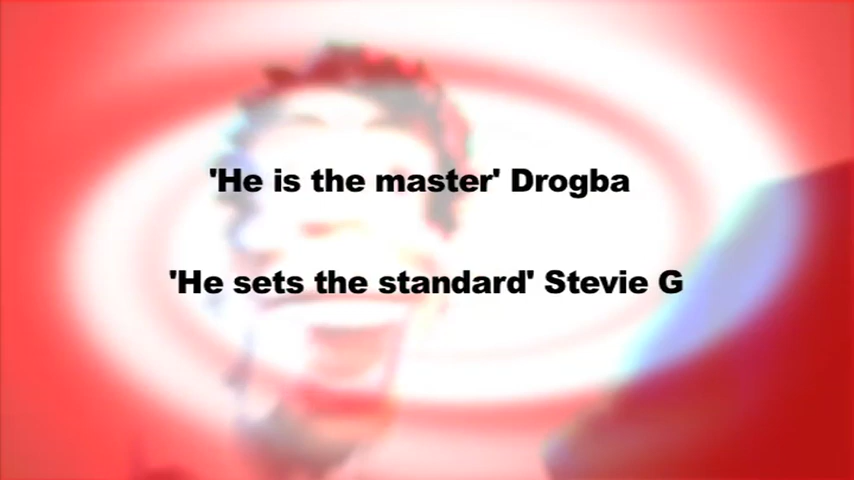 'He is the master' Drogba
'He sets the standard' Stevie G